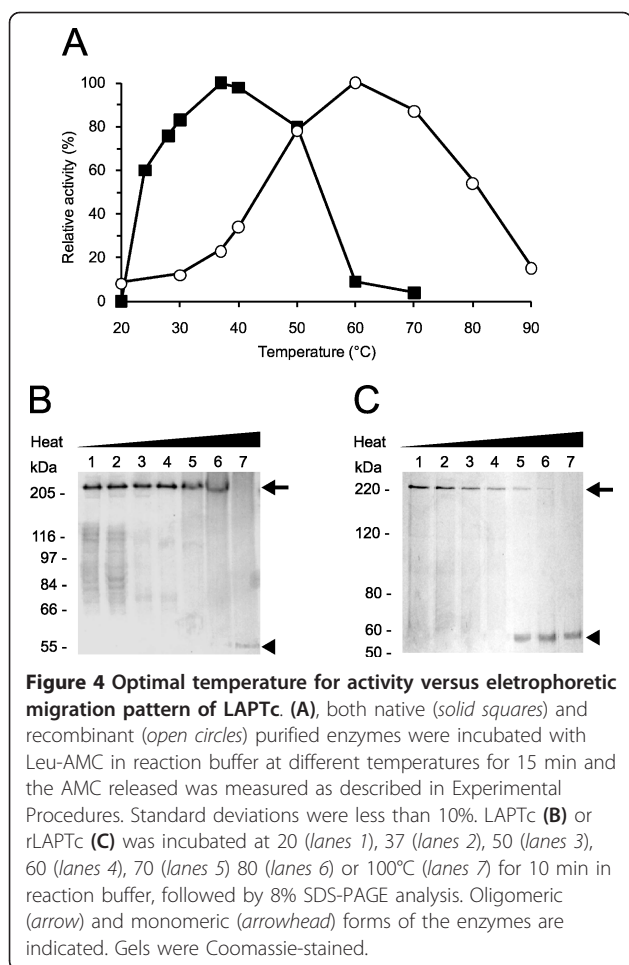 A
100
80
60
40
20
0
Relative activity (%)
20 30 40 50 60 70 80 90
Temperature (°C)
B
Heat
kDa 1 2 3 4 5 6 7
205 -
116 -
97 -
84 -
66 -
55 -
C
Heat
kDa 1 2 3 4 5 6 7
220 -
120 -
80 -
60 -
50 -
Figure 4 Optimal temperature for activity versus eletrophoretic
migration pattern of LAPTc. (A), both native (solid squares) and
recombinant (open circles) purified enzymes were incubated with
Leu-AMC in reaction buffer at different temperatures for 15 min and
the AMC released was measured as described in Experimental
Procedures. Standard deviations were less than 10%. LAPTc (B) or
rLAPTc (C) was incubated at 20 (lanes 1), 37 (lanes 2), 50 (lanes 3),
60 (lanes 4), 70 (lanes 5) 80 (lanes 6) or 100°C (lanes 7) for 10 min in
reaction buffer, followed by 8% SDS-PAGE analysis. Oligomeric
(arrow) and monomeric (arrowhead) forms of the enzymes are
indicated. Gels were Coomassie-stained.